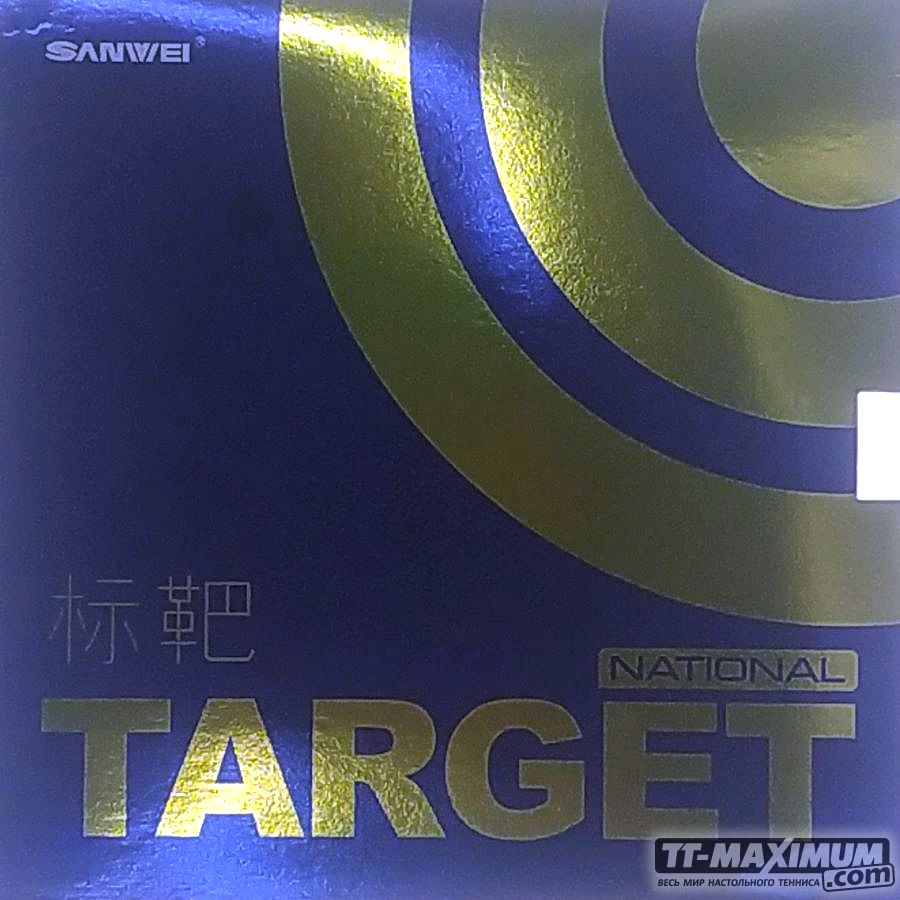 SANWEI®
标靶
NATIONAL
TARGET
TT-MAXIMUM
.com
ВЕСЬ МИР НАСТОЛЬНОГО ТЕННИСА